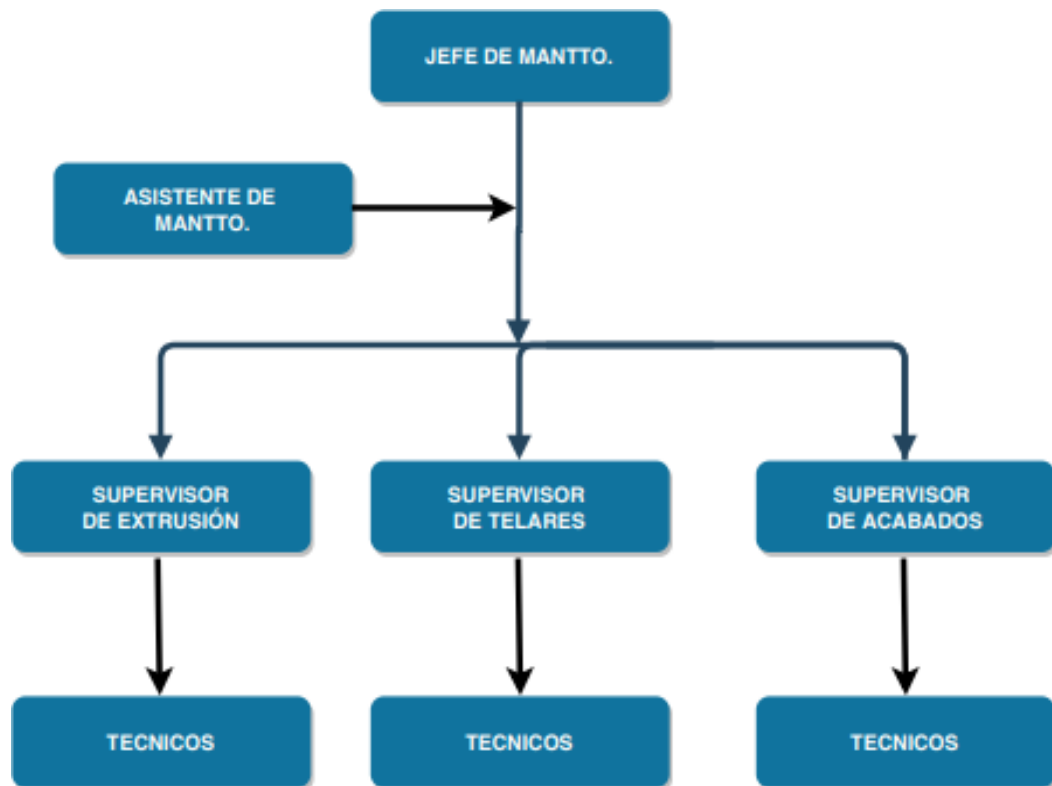 JEFE DE MANTTO.
ASISTENTE DE
MANTTO.
SUPERVISOR
DE EXTRUSIÓN
SUPERVISOR
DE TELARES
SUPERVISOR
DE ACABADOS
TECNICOS
TECNICOS
TECNICOS